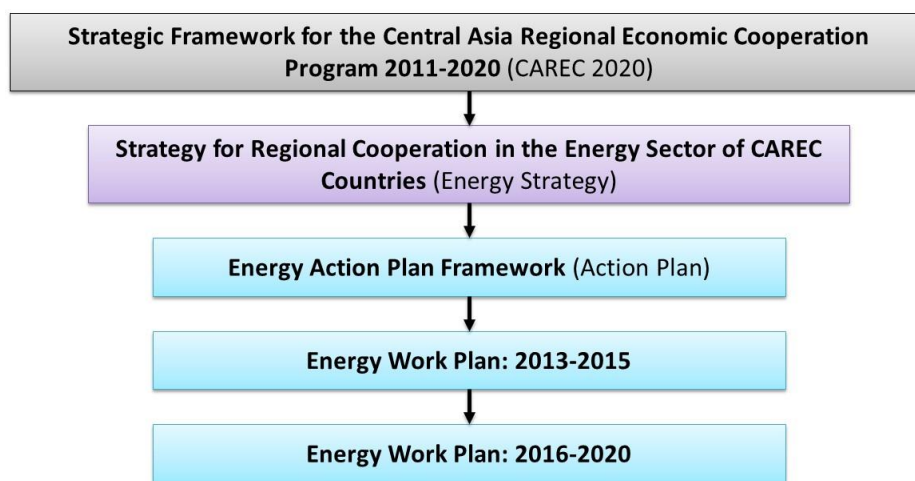 Strategic Framework for the Central Asia Regional Economic Cooperation
Program 2011-2020 (CAREC 2020)
Strategy for Regional Cooperation in the Energy Sector of CAREC
Countries (Energy Strategy)
Energy Action Plan Framework (Action Plan)
Energy Work Plan: 2013-2015
Energy Work Plan: 2016-2020